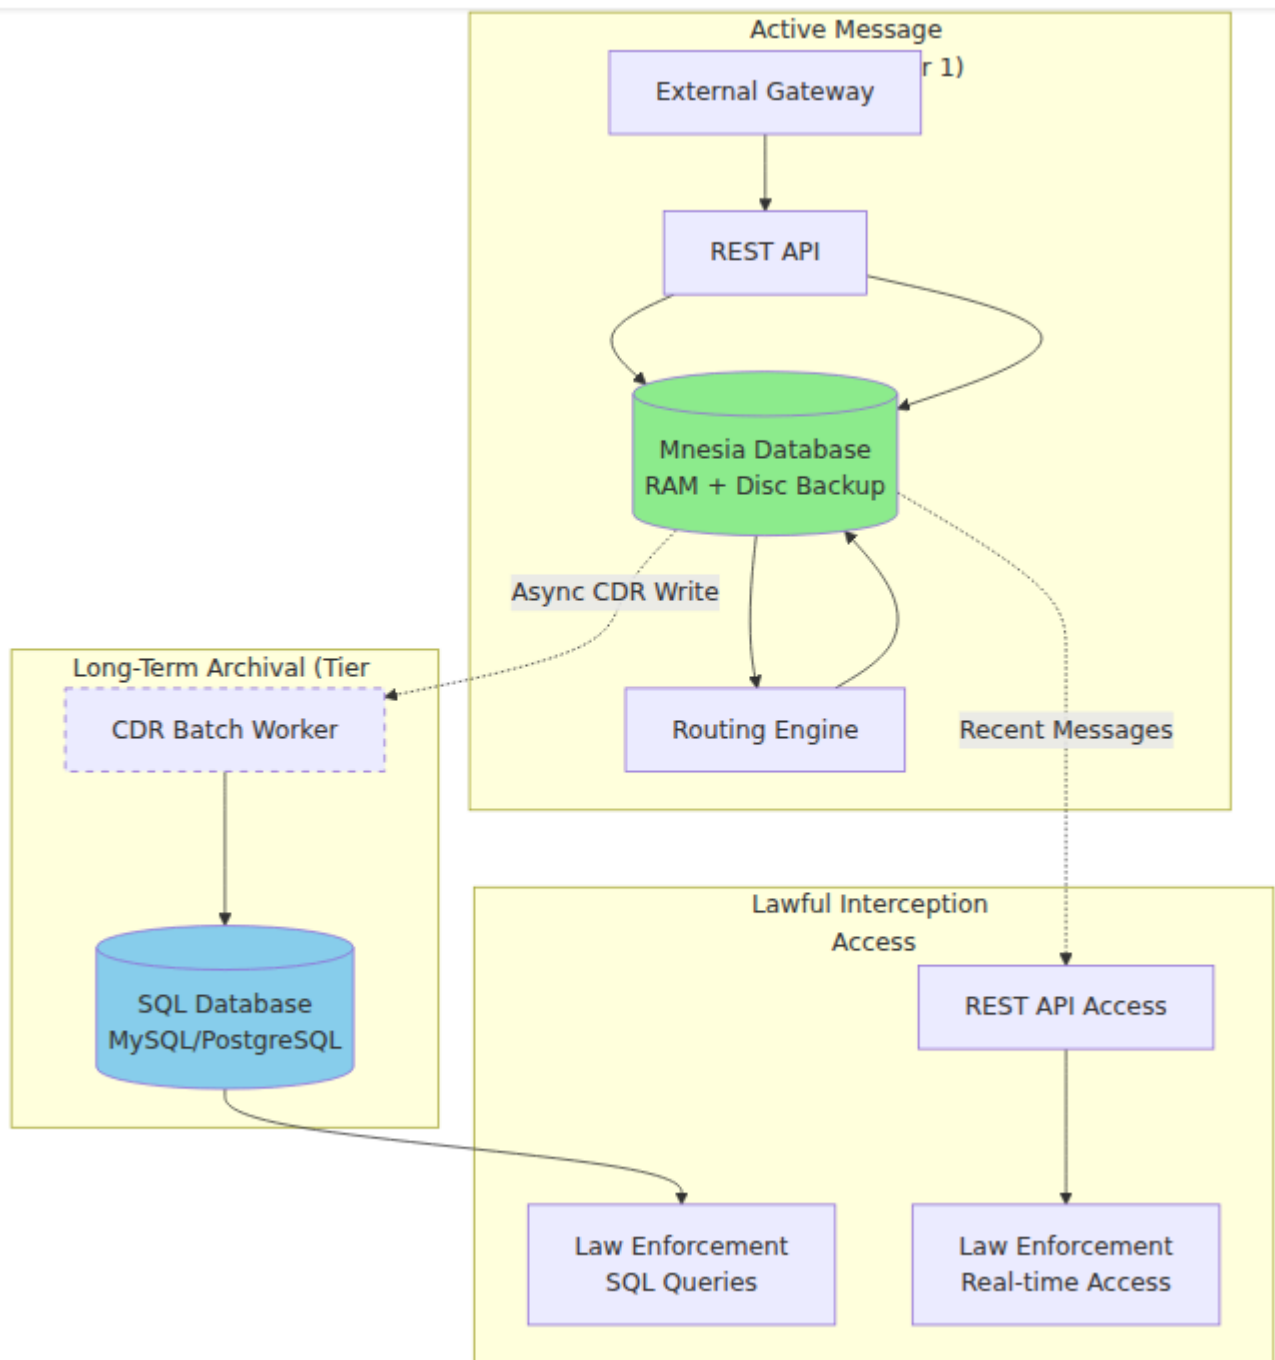 Active Message
r 1)
External Gateway
REST API
Mnesia Database
RAM + Disc Backup
Async CDR Write
Long-Term Archival (Tier
CDR Batch Worker
Routing Engine
Recent Messages
Lawful Interception
Access
SQL Database
MySQL/PostgreSQL
REST API Access
Law Enforcement
SQL Queries
Law Enforcement
Real-time Access